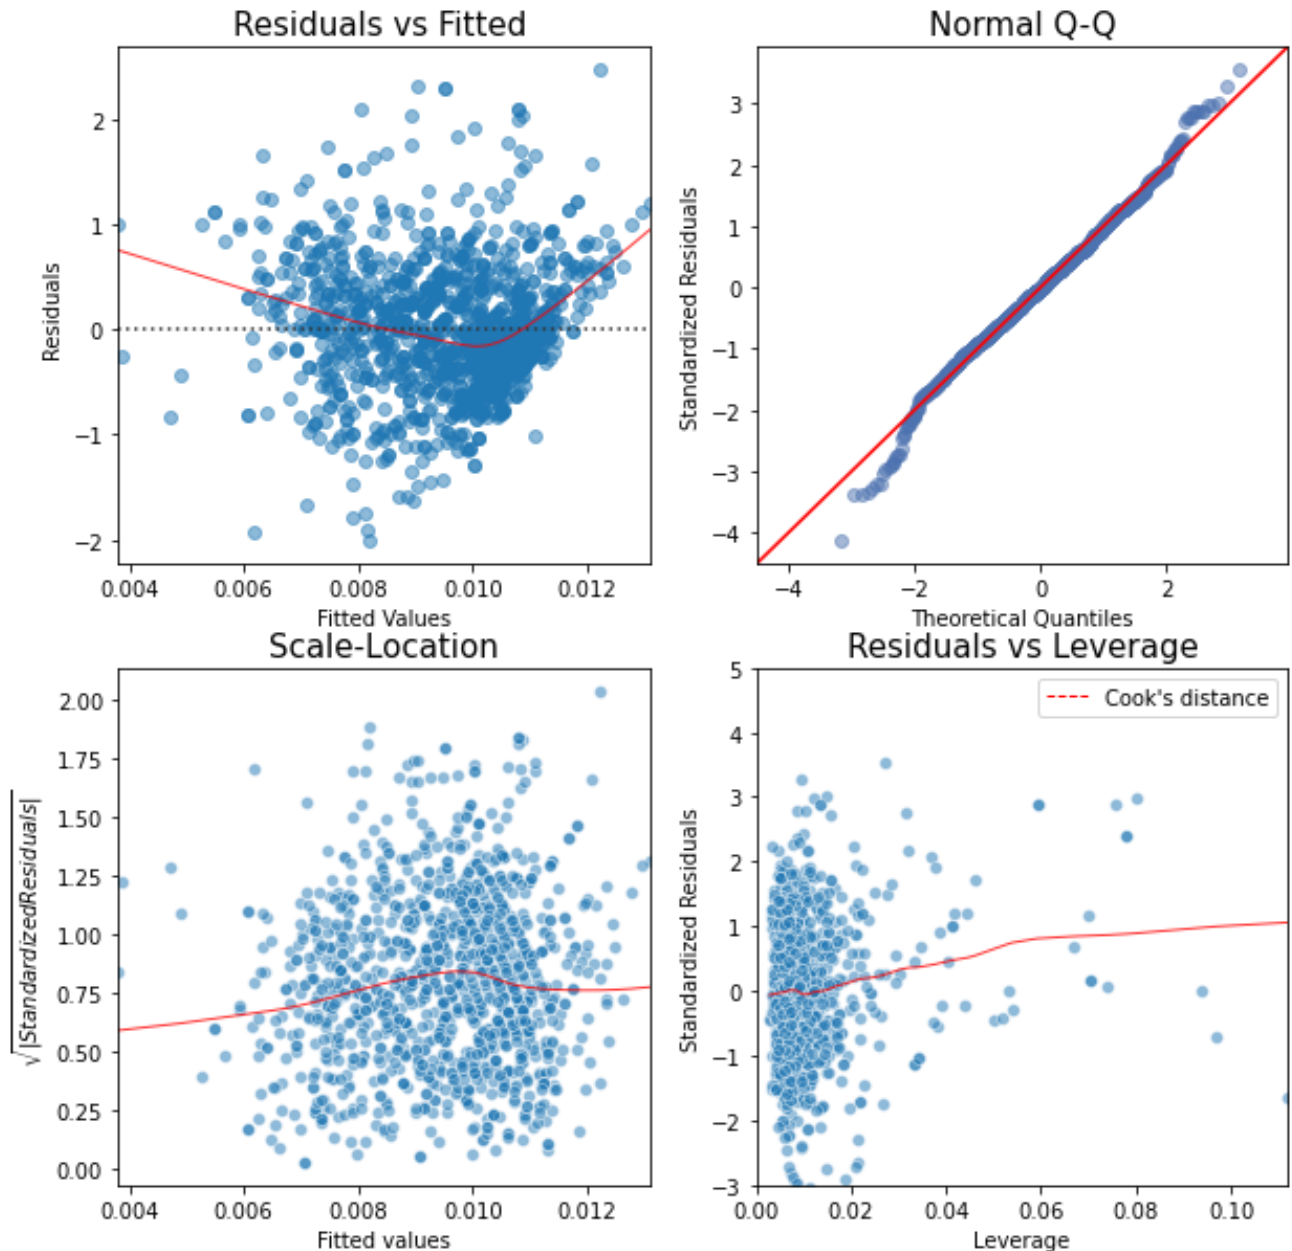 Residuals vs Fitted
Residuals
2
1
0
−1
−2
0.004 0.006 0.008 0.010 0.012
Fitted Values
Normal Q-Q
Standardized Residuals
3
2
1
0
−1
−2
−3
−4
−4 −2 0 2
Theoretical Quantiles
Scale-Location
√|StandardizedResiduals|
2.00
1.75
1.50
1.25
1.00
0.75
0.50
0.25
0.00
0.004 0.006 0.008 0.010 0.012
Fitted values
Residuals vs Leverage
Cook's distance
Standardized Residuals
5
4
3
2
1
0
−1
−2
−3
0.00 0.02 0.04 0.06 0.08 0.10
Leverage